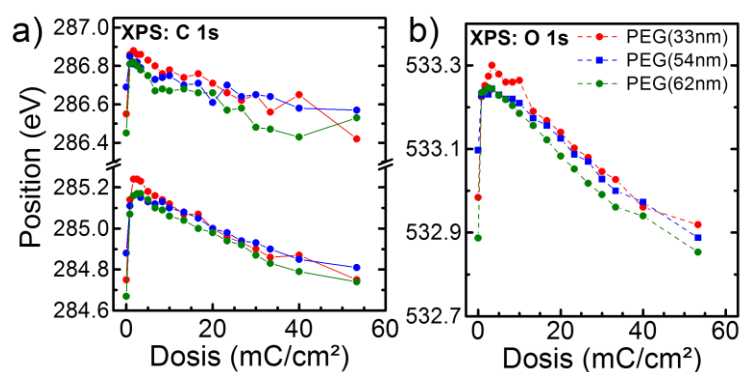 a)
XPS: C 1s
287.0
286.8
286.6
286.4
285.2
285.0
284.8
284.6
Position (eV)
0
20
40
60
Dosis (mC/cm²)
b)
XPS: O 1s
PEG(33nm)
PEG(54nm)
PEG(62nm)
533.3
533.1
532.9
532.7
0
20
40
60
Dosis (mC/cm²)